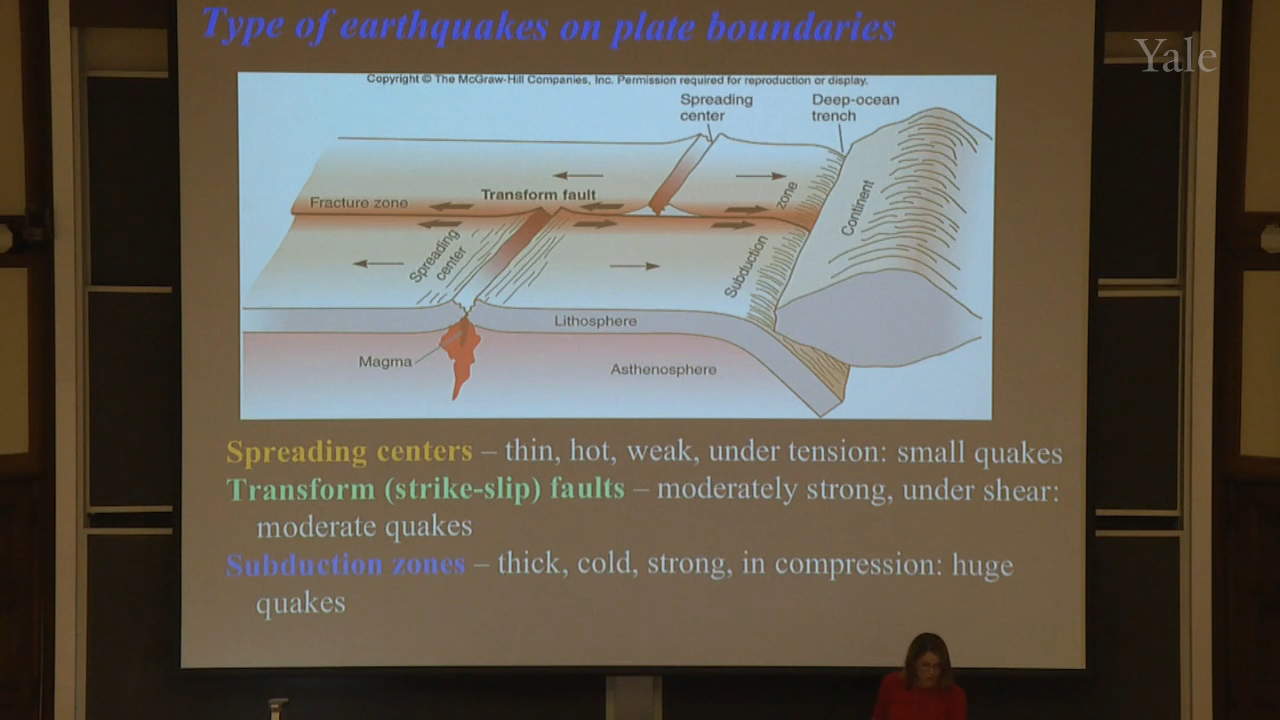 Type of earthquakes on plate boundaries
Yale
Copyright © The McGraw-Hill Companies, Inc. Permission required for reproduction or display.
Spreading
center
Deep-ocean
trench
Transform fault
Fracture zone
Spreading
center
Subduction
zone
Continent
Lithosphere
Magma
Asthenosphere
Spreading centers – thin, hot, weak, under tension: small quakes
Transform (strike-slip) faults – moderately strong, under shear:
moderate quakes
Subduction zones – thick, cold, strong, in compression: huge
quakes